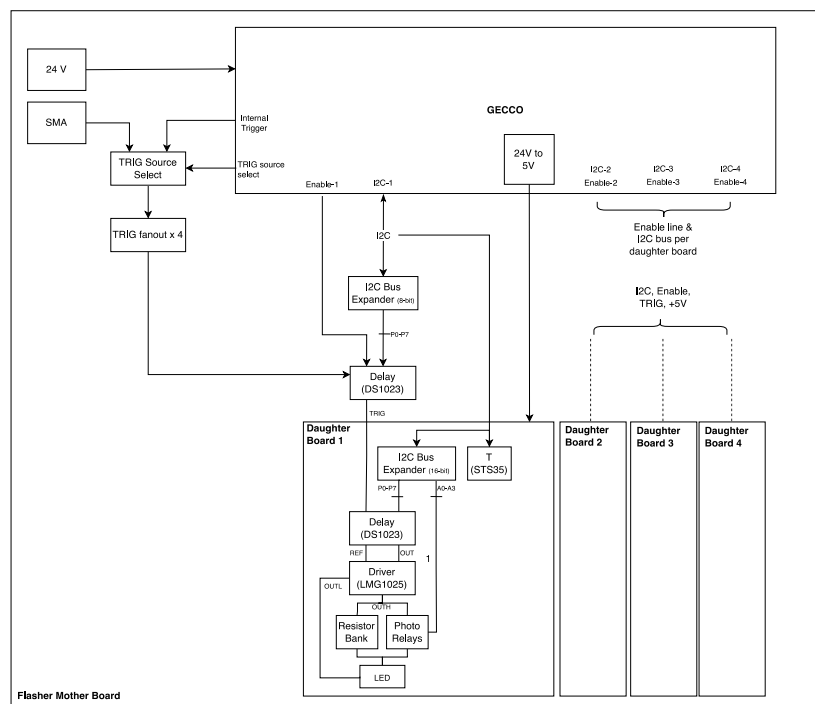 24 V
GECCO
SMA
Internal
Trigger
TRIG Source
Select
TRIG source
select
24V to
5V
Enable-1
I2C-1
I2C-2
Enable-2
I2C-3
Enable-3
I2C-4
Enable-4
TRIG fanout x 4
I2C
Enable line &
I2C bus per
daughter board
I2C Bus
Expander (8-bit)
I2C, Enable,
TRIG, +5V
P0-P7
Delay
(DS1023)
TRIG
Daughter
Board 1
Daughter
Board 2
Daughter
Board 3
Daughter
Board 4
I2C Bus
Expander (16-bit)
T
(STS35)
P0-P7
A0-A3
Delay
(DS1023)
REF
OUT
1
Driver
(LMG1025)
OUTL
OUTH
Resistor
Bank
Photo
Relays
LED
Flasher Mother Board